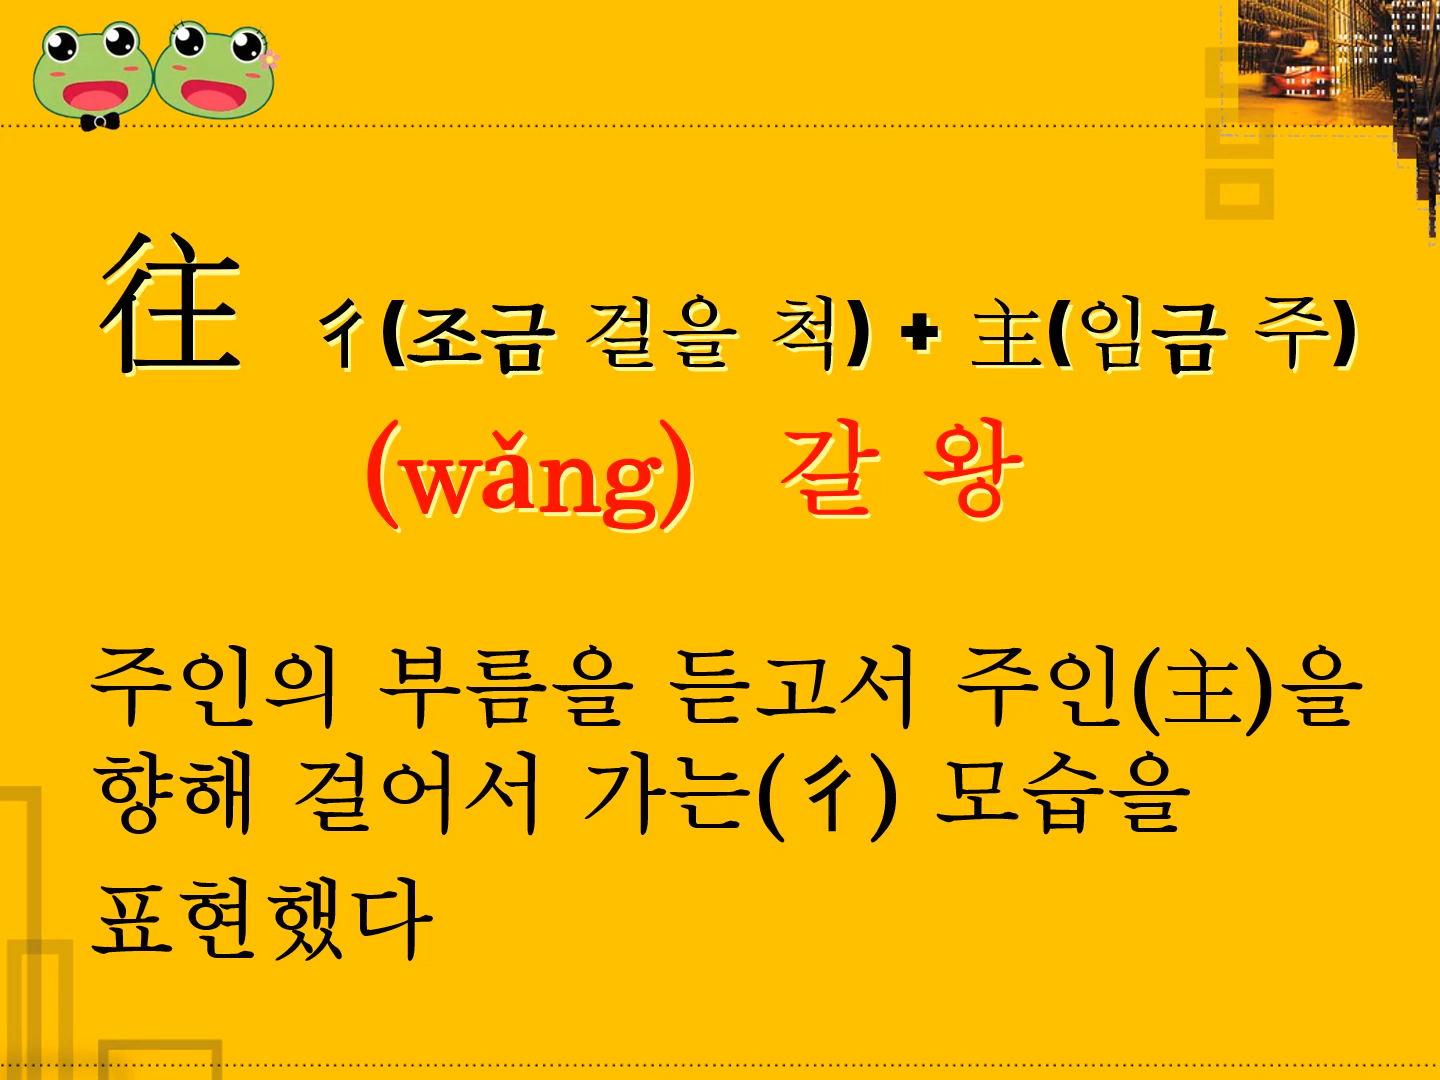 往 彳(조금 걸을 척) + 主(임금 주)
(wǎng) 갈 왕
주인의 부름을 듣고서 주인(主)을
향해 걸어서 가는(彳) 모습을
표현했다